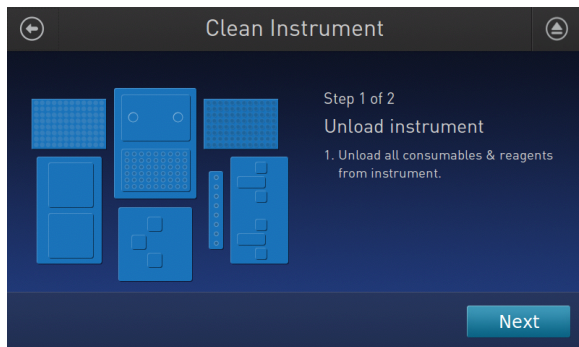 Clean Instrument
Step 1 of 2
Unload instrument
1. Unload all consumables & reagents
from instrument.
Next